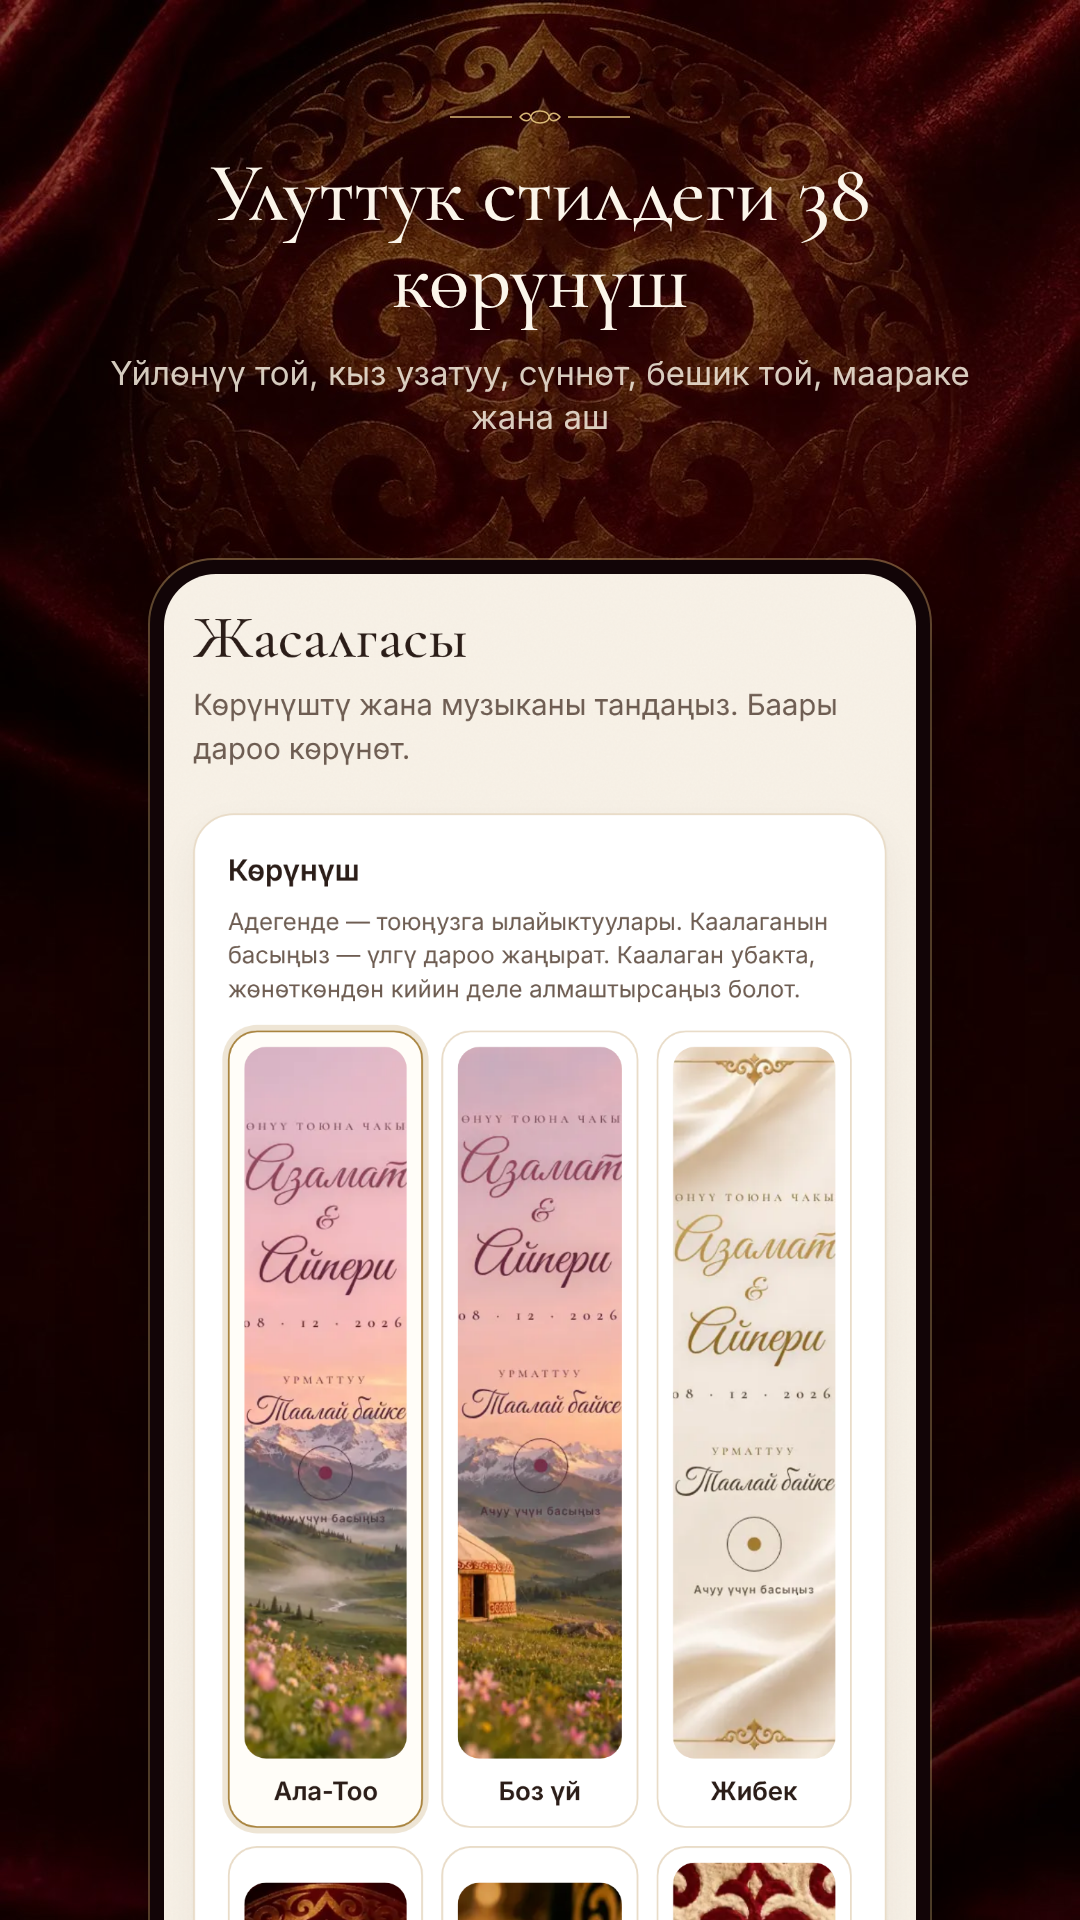 Улуттук стилдеги 38
көрүнүш
Үйлөнүү той, кыз узатуу, сүннөт, бешик той, маараке
жана аш
Жасалгасы
Көрүнүштү жана музыканы тандаңыз. Баары
дароо көрүнөт.
Көрүнүш
Адегенде — тоюңузга ылайыктуулары. Каалаганын
басыңыз — үлгү дароо жаңырат. Каалаган убакта,
жөнөткөндөн кийин деле алмаштырсаңыз болот.
ӨНҮҮ ТОЮНА ЧАКЫ
Азамат
&
Айпери
08 · 12 · 2026
УРМАТТУУ
Таалай байке
Ачуу үчүн басыңыз
Ала-Тоо
ӨНҮҮ ТОЮНА ЧАКЫ
Азамат
&
Айпери
08 · 12 · 2026
УРМАТТУУ
Таалай байке
Ачуу үчүн басыңыз
Боз үй
ӨНҮҮ ТОЮНА ЧАКЫ
Азамат
&
Айпери
08 · 12 · 2026
УРМАТТУУ
Таалай байке
Ачуу үчүн басыңыз
Жибек